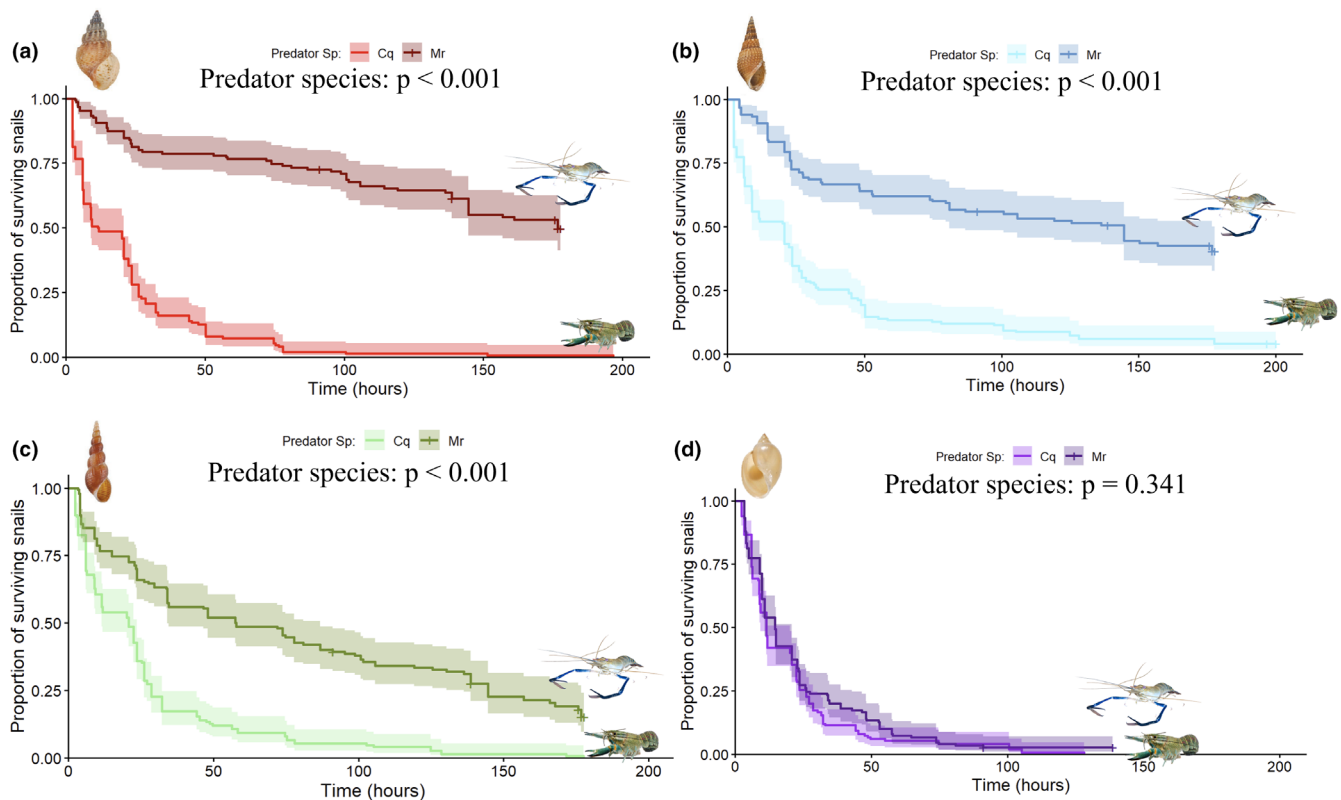 (a)
Predator Sp: Cq Mr
Predator species: p < 0.001
Proportion of surviving snails
1.00
0.75
0.50
0.25
0.00
0 50 100 150 200
Time (hours)
(b)
Predator Sp: Cq Mr
Predator species: p < 0.001
Proportion of surviving snails
1.00
0.75
0.50
0.25
0.00
0 50 100 150 200
Time (hours)
(c)
Predator Sp: Cq Mr
Predator species: p < 0.001
Proportion of surviving snails
1.00
0.75
0.50
0.25
0.00
0 50 100 150 200
Time (hours)
(d)
Predator Sp: Cq Mr
Predator species: p = 0.341
Proportion of surviving snails
1.00
0.75
0.50
0.25
0.00
0 50 100 150 200
Time (hours)